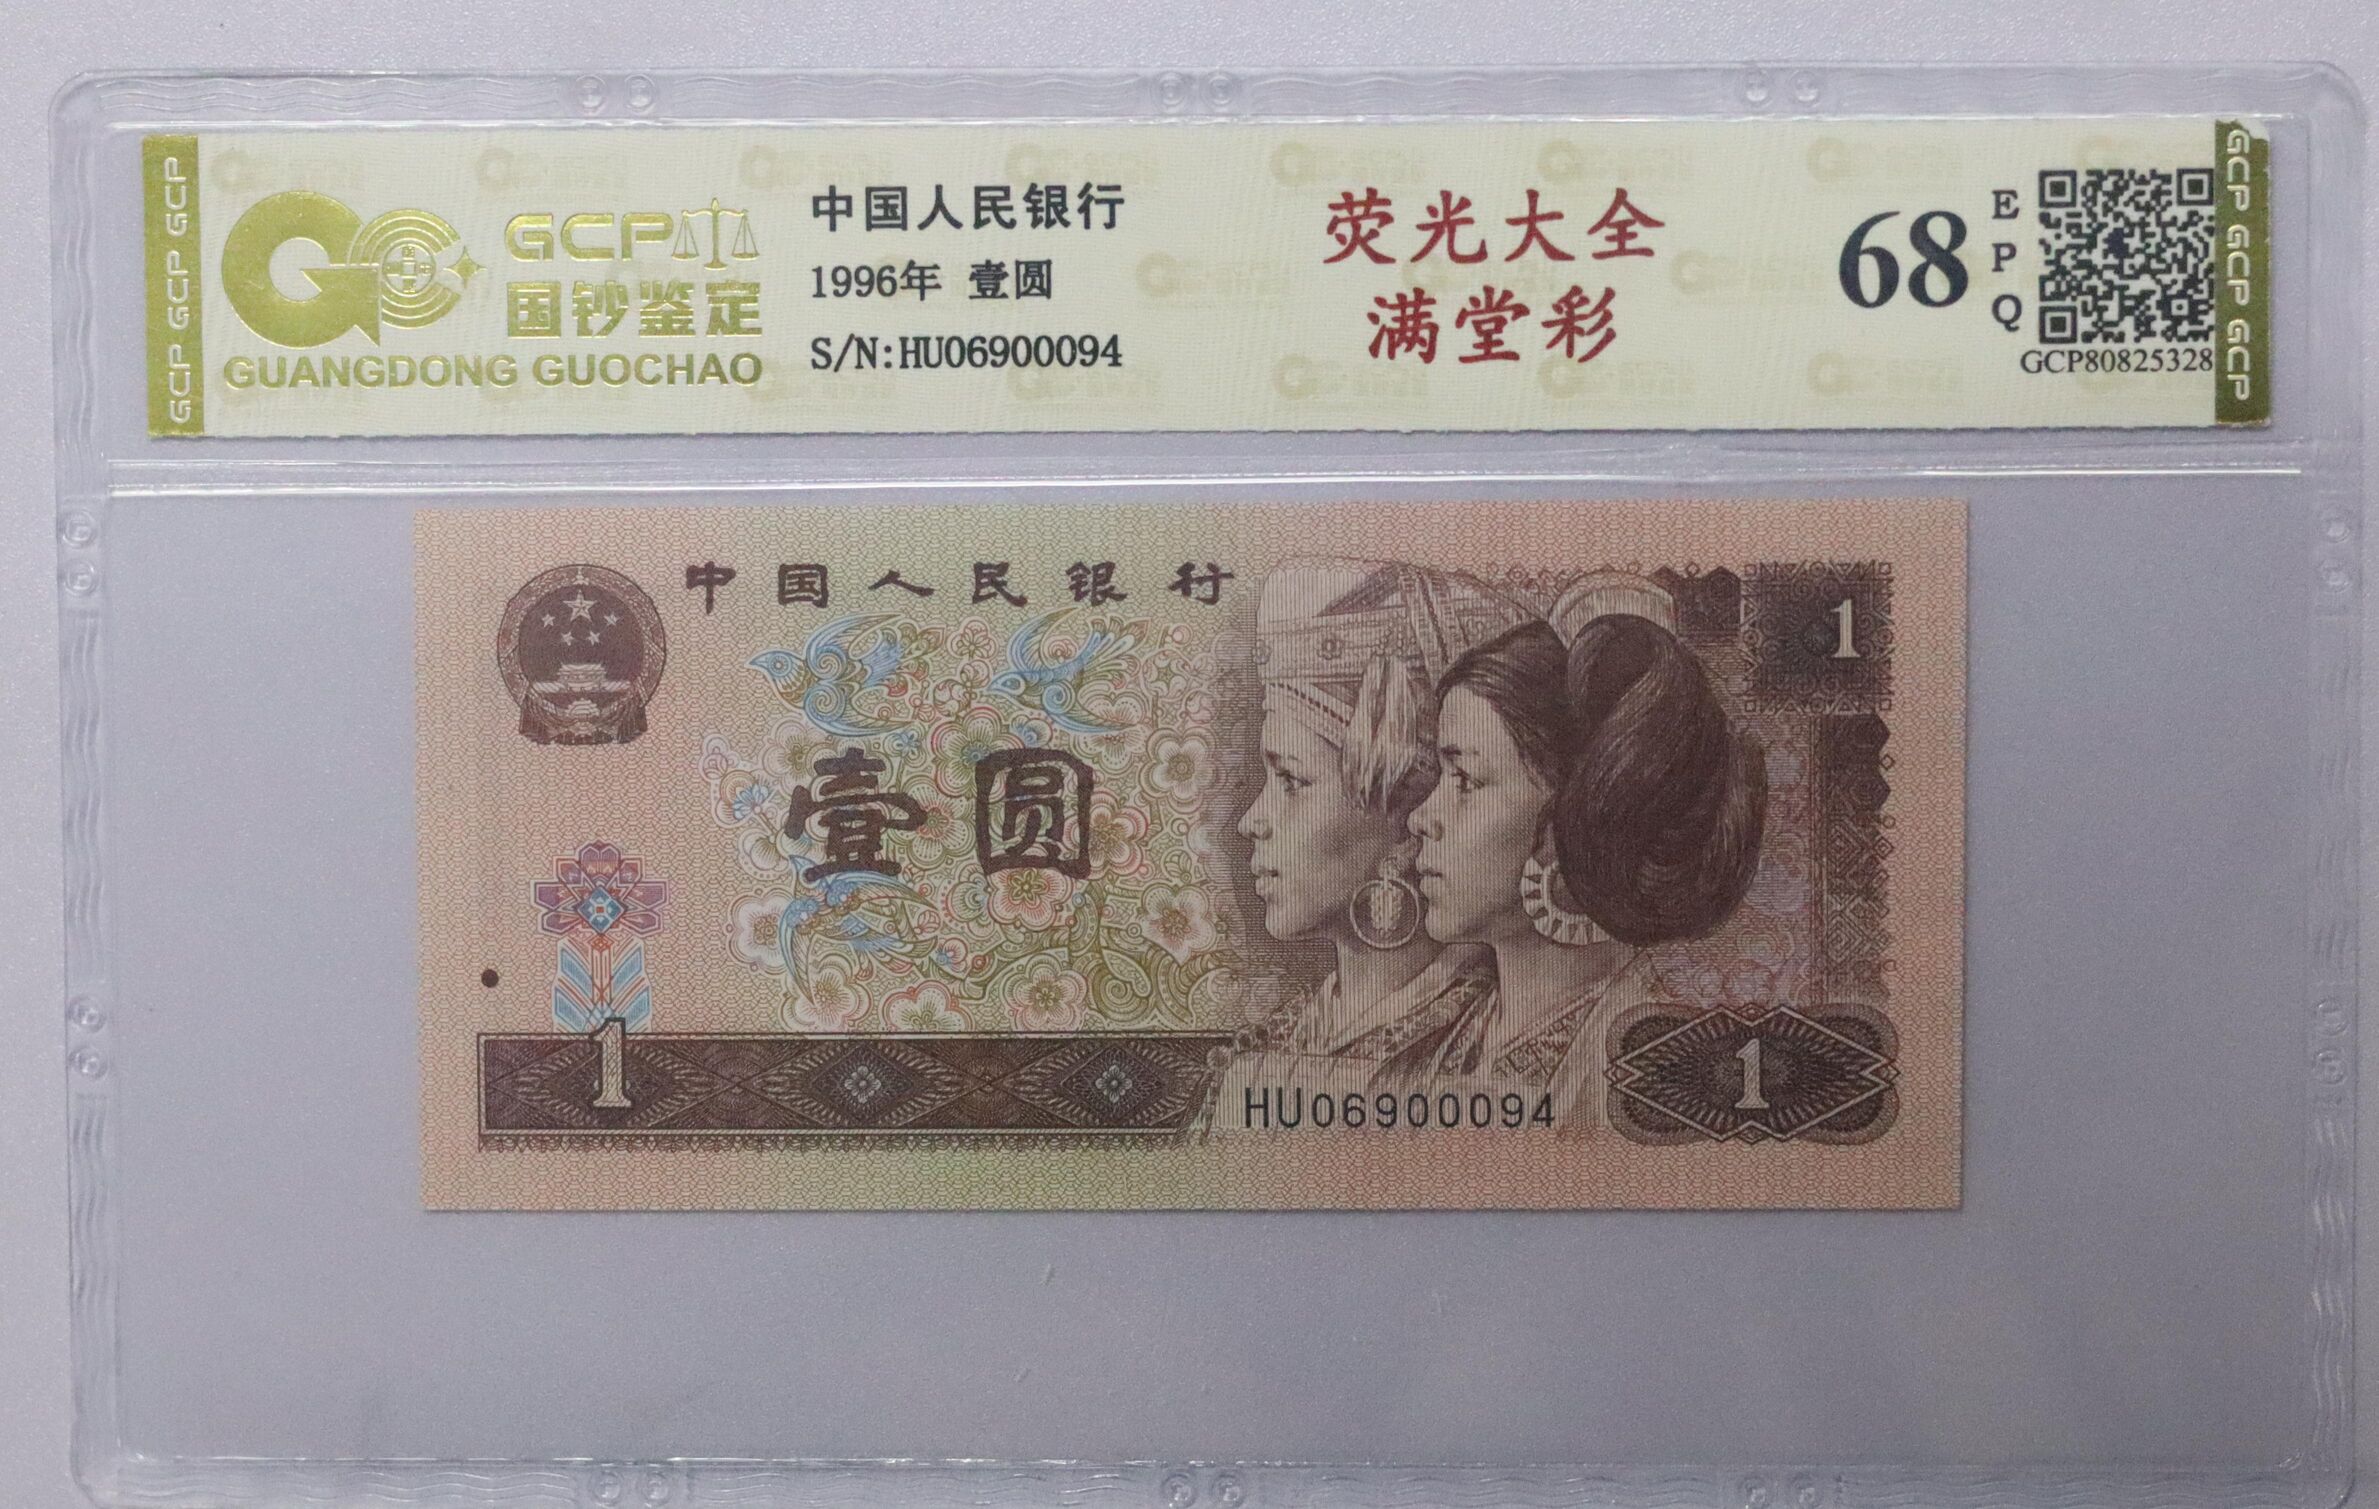 GCP GCP GCP
GCP
国钞鉴定
GUANGDONG GUOCHAO
中国人民银行
1996年 壹圆
S/N:HU06900094
荧光大全
满堂彩
68
EPQ
GCP80825328
GCP GCP GCP
中国人民银行
1
壹圆
1
1
HU06900094